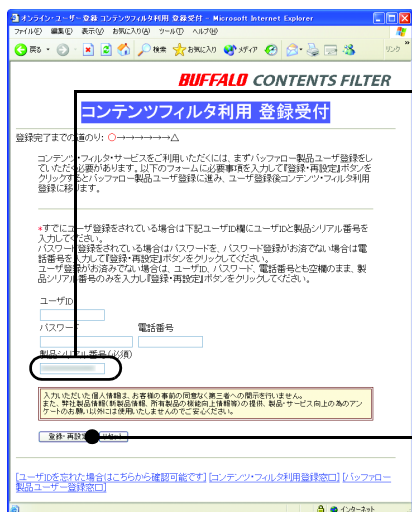 オンライン・ユーザー登録 コンテンツフィルタ利用 登録受付 - Microsoft Internet Explorer
ファイル(F) 編集(E) 表示(V) お気に入り(A) ツール(T) ヘルプ(H)
戻る 検索 お気に入り メディア リンク
BUFFALO CONTENTS FILTER
コンテンツフィルタ利用 登録受付
登録完了までの道のり: ○→→→→→→△
コンテンツ・フィルタ・サービスをご利用いただくには、まずバッファロー製品ユーザ登録をし
ていただく必要があります。以下のフォームに必要事項を入力して『登録・再設定』ボタンを
クリックするとバッファロー製品ユーザ登録に進み、ユーザ登録後コンテンツ・フィルタ利用
登録に移ります。
*すでにユーザ登録をされている場合は下記ユーザID欄にユーザIDと製品シリアル番号を
入力してください。
パスワード登録をされている場合はパスワードを、パスワード登録がお済でない場合は電
話番号を入力して『登録・再設定』ボタンをクリックしてください。
ユーザ登録がお済みでない場合は、ユーザID、パスワード、電話番号とも空欄のまま、製
品シリアル番号のみを入力し『登録・再設定』ボタンをクリックしてください。
ユーザID
パスワード 電話番号
製品シリアル番号(必須)
入力いただいた個人情報は、お客様の事前の同意なく第三者への開示を行いません。
また、弊社製品情報(新製品情報、所有製品の機能向上情報等)の提供、製品・サービス向上の為のアン
ケートのお願い以外には使用いたしませんのでご安心ください。
登録・再設定
[ユーザIDを忘れた場合はこちらから確認可能です] [コンテンツ・フィルタ利用登録窓口] [バッファロー
製品ユーザー登録窓口]
インターネット